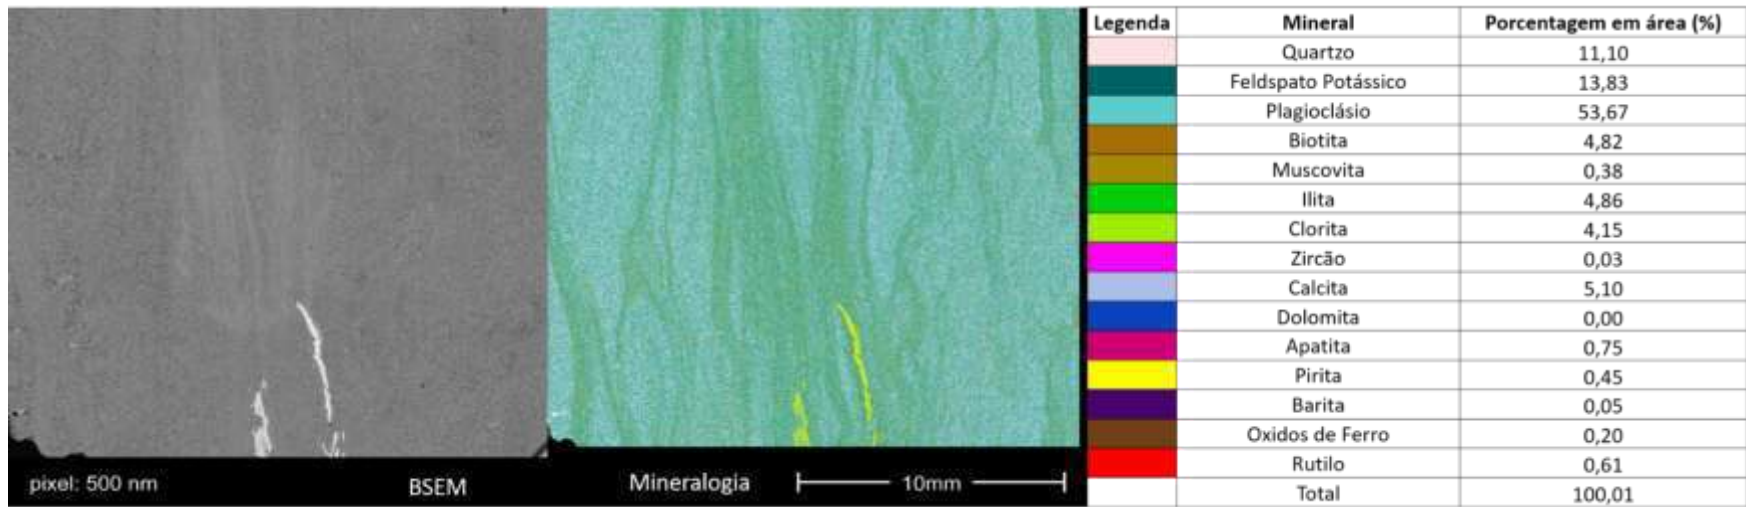 Legenda Mineral Porcentagem em área (%)
Quartzo 11,10
Feldspato Potássico 13,83
Plagioclásio 53,67
Biotita 4,82
Muscovita 0,38
Ilita 4,86
Clorita 4,15
Zircão 0,03
Calcita 5,10
Dolomita 0,00
Apatita 0,75
Pirita 0,45
Barita 0,05
Oxidos de Ferro 0,20
Rutilo 0,61
Total 100,01
pixel: 500 nm BSEM Mineralogia 10mm